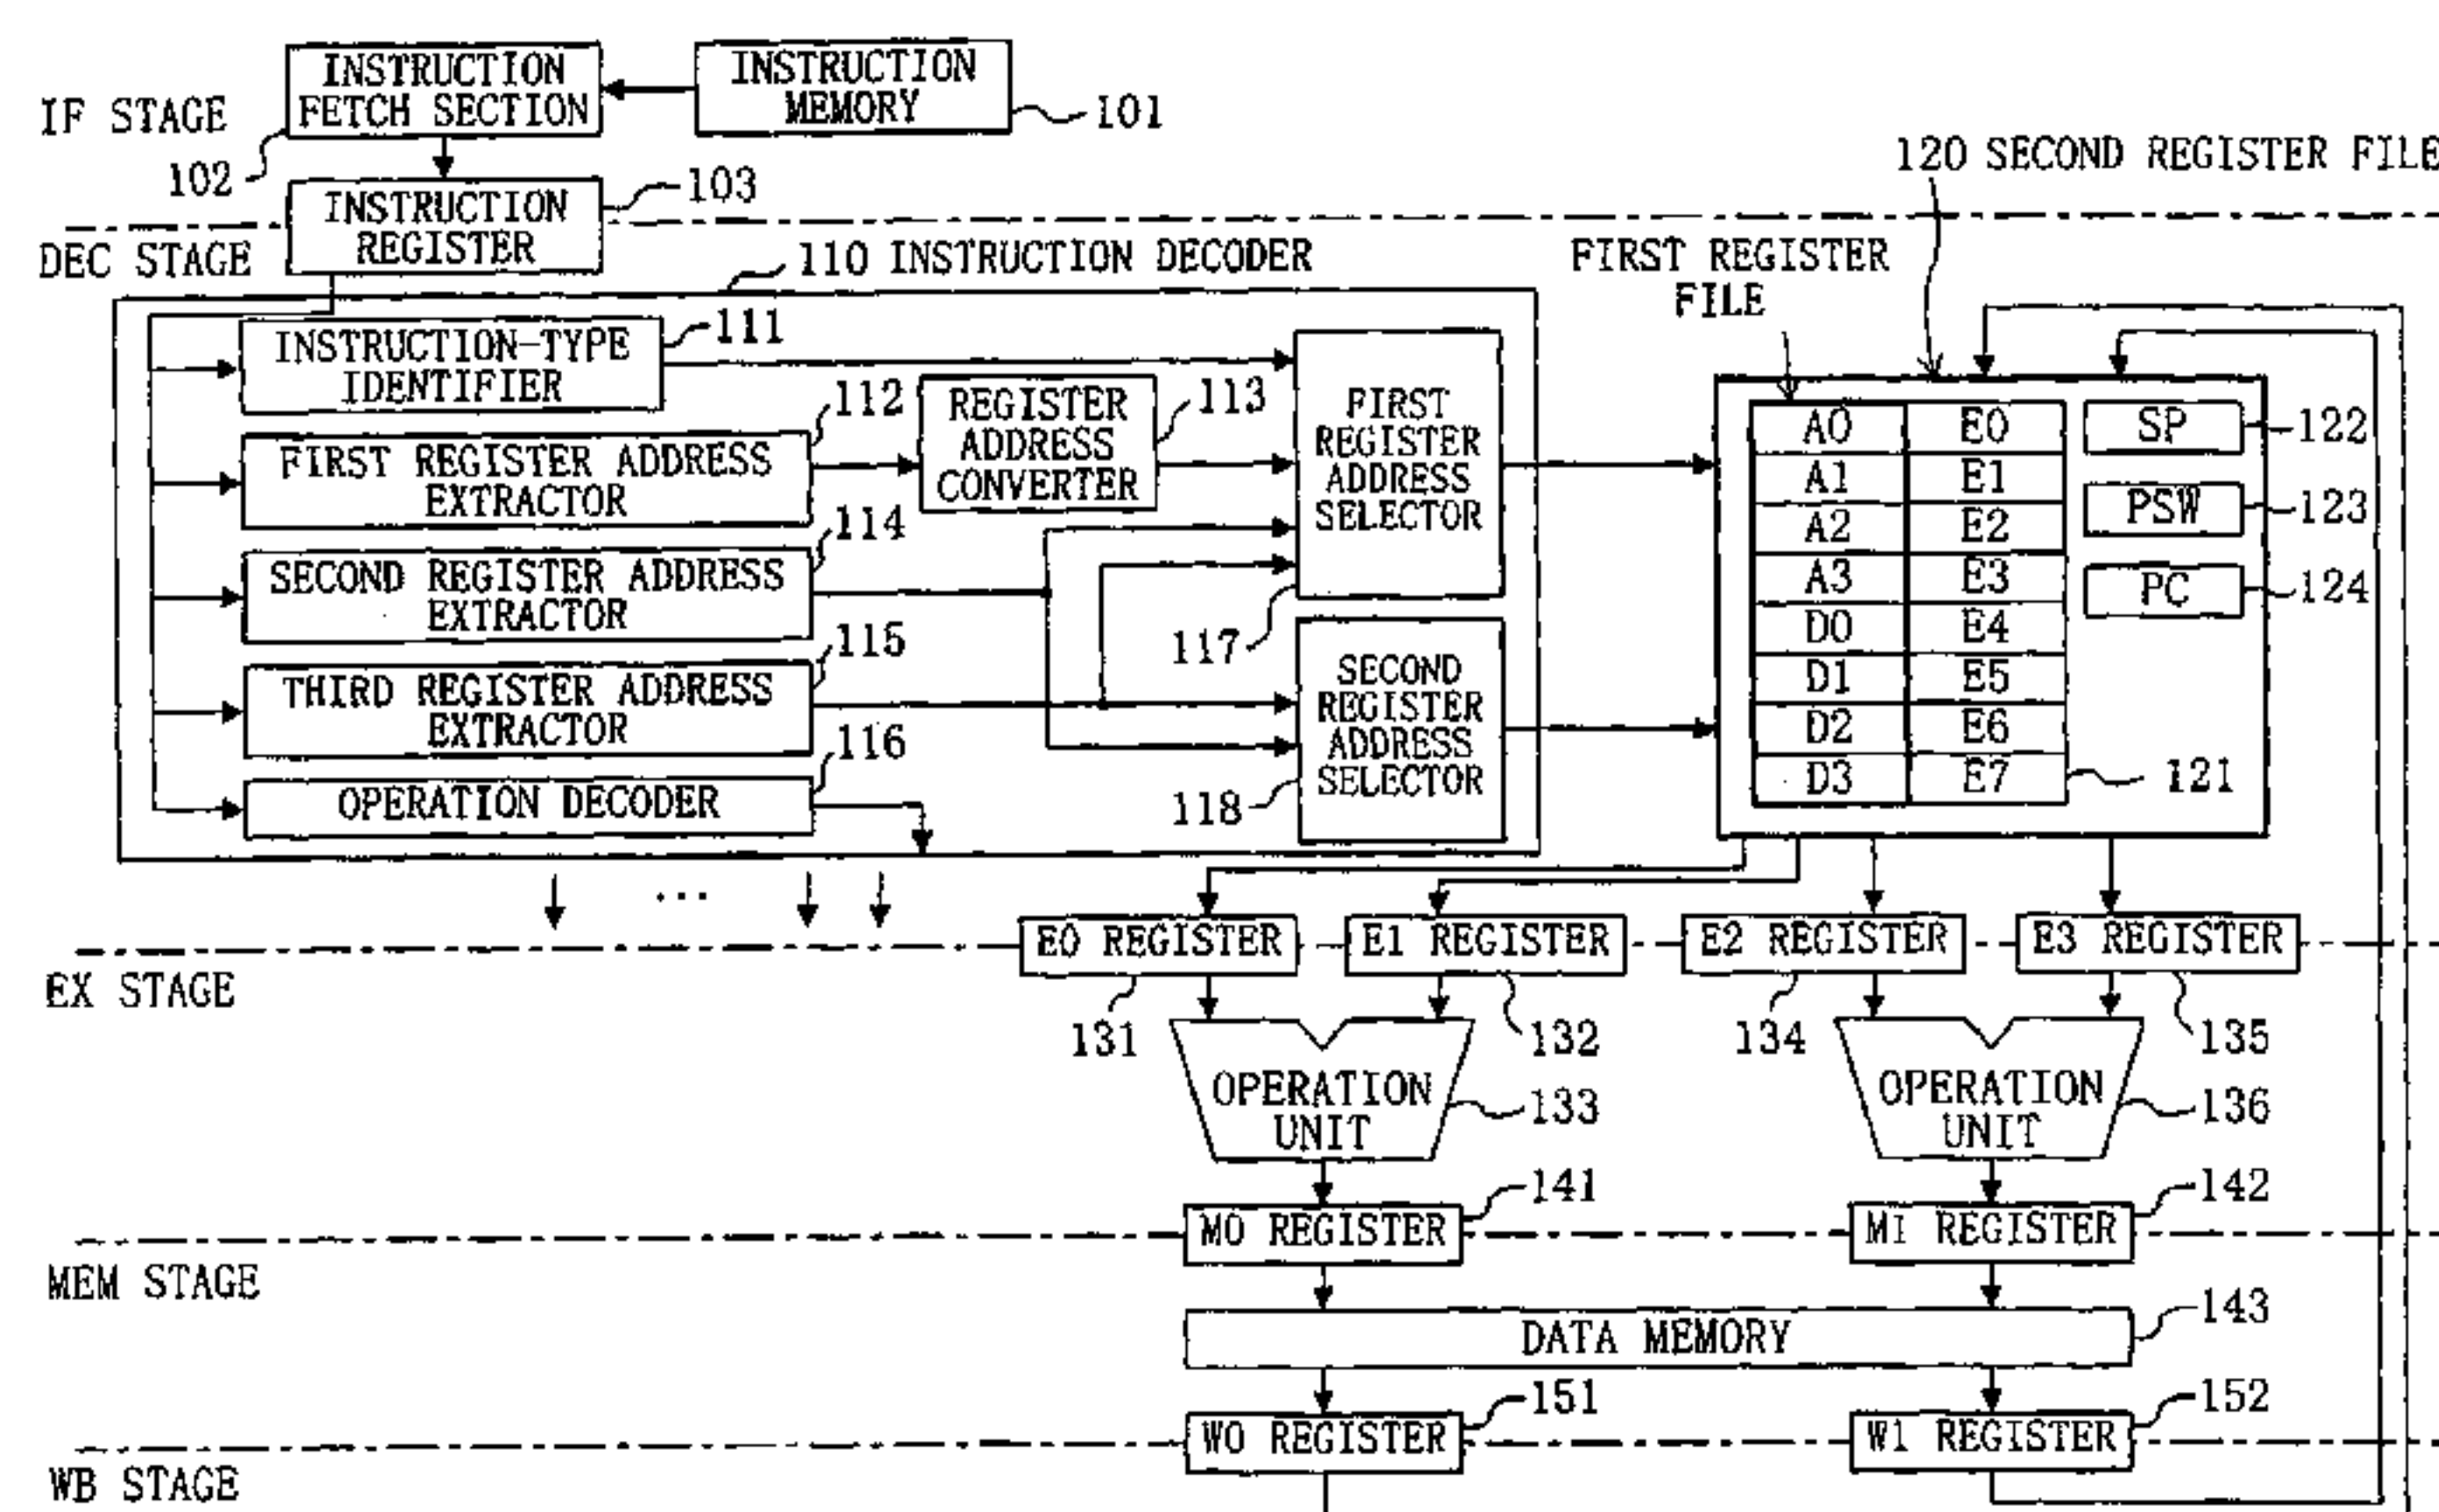 IF STAGE
INSTRUCTION
FETCH SECTION
102
INSTRUCTION
MEMORY
101
INSTRUCTION
REGISTER
103
120 SECOND REGISTER FILE
DEC STAGE
110 INSTRUCTION DECODER
FIRST REGISTER
FILE
INSTRUCTION-TYPE
IDENTIFIER
111
FIRST REGISTER ADDRESS
EXTRACTOR
112
REGISTER
ADDRESS
CONVERTER
113
SECOND REGISTER ADDRESS
EXTRACTOR
114
THIRD REGISTER ADDRESS
EXTRACTOR
115
OPERATION DECODER
116
FIRST
REGISTER
ADDRESS
SELECTOR
117
SECOND
REGISTER
ADDRESS
SELECTOR
118
A0 E0
A1 E1
A2 E2
A3 E3
D0 E4
D1 E5
D2 E6
D3 E7
121
SP 122
PSW 123
PC 124
...
EX STAGE
E0 REGISTER
131
E1 REGISTER
132
E2 REGISTER
134
E3 REGISTER
135
OPERATION
UNIT
133
OPERATION
UNIT
136
MEM STAGE
M0 REGISTER
141
M1 REGISTER
142
DATA MEMORY
143
WB STAGE
W0 REGISTER
151
W1 REGISTER
152